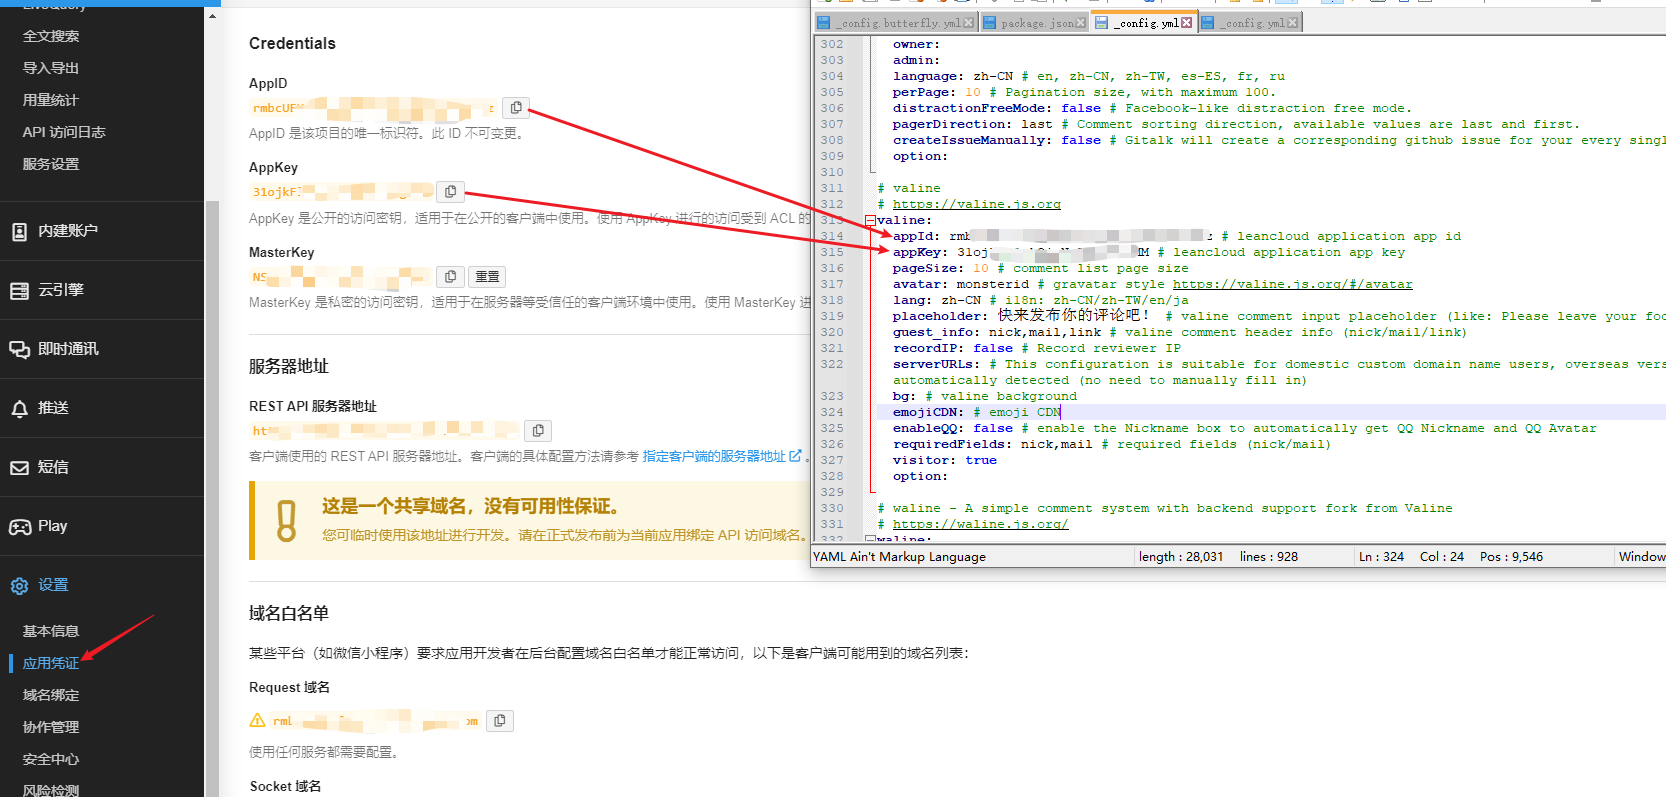 LiveQuery
全文搜索
导入导出
用量统计
API 访问日志
服务设置
内建账户
云引擎
即时通讯
推送
短信
Play
设置
基本信息
应用凭证
域名绑定
协作管理
安全中心
风险检测
Credentials
AppID
rmbcUF
z
AppID 是该项目的唯一标识符。此 ID 不可变更。
AppKey
31ojkF
AppKey 是公开的访问密钥，适用于在公开的客户端中使用。使用 AppKey 进行的访问受到 ACL 的
MasterKey
NS
重置
MasterKey 是私密的访问密钥，适用于在服务器等受信任的客户端环境中使用。使用 MasterKey 进
服务器地址
REST API 服务器地址
ht
客户端使用的 REST API 服务器地址。客户端的具体配置方法请参考 指定客户端的服务器地址 。
这是一个共享域名，没有可用性保证。
您可临时使用该地址进行开发。请在正式发布前为当前应用绑定 API 访问域名。
域名白名单
某些平台（如微信小程序）要求应用开发者在后台配置域名白名单才能正常访问，以下是客户端可能用到的域名列表：
Request 域名
rml
om
使用任何服务都需要配置。
Socket 域名
_config.butterfly.yml
package.json
_config.yml
_config.yml
302 owner:
303 admin:
304 language: zh-CN # en, zh-CN, zh-TW, es-ES, fr, ru
305 perPage: 10 # Pagination size, with maximum 100.
306 distractionFreeMode: false # Facebook-like distraction free mode.
307 pagerDirection: last # Comment sorting direction, available values are last and first.
308 createIssueManually: false # Gitalk will create a corresponding github issue for your every singl
309 option:
310
311 # valine
312 # https://valine.js.org
313 valine:
314 appId: rmb z # leancloud application app id
315 appKey: 31oj MM # leancloud application app key
316 pageSize: 10 # comment list page size
317 avatar: monsterid # gravatar style https://valine.js.org/#/avatar
318 lang: zh-CN # i18n: zh-CN/zh-TW/en/ja
319 placeholder: 快来发布你的评论吧！ # valine comment input placeholder (like: Please leave your foo
320 guest_info: nick,mail,link # valine comment header info (nick/mail/link)
321 recordIP: false # Record reviewer IP
322 serverURLs: # This configuration is suitable for domestic custom domain name users, overseas vers
automatically detected (no need to manually fill in)
323 bg: # valine background
324 emojiCDN: # emoji CDN
325 enableQQ: false # enable the Nickname box to automatically get QQ Nickname and QQ Avatar
326 requiredFields: nick,mail # required fields (nick/mail)
327 visitor: true
328 option:
329
330 # waline - A simple comment system with backend support fork from Valine
331 # https://waline.js.org/
332 waline:
YAML Ain't Markup Language
length : 28,031 lines : 928
Ln : 324 Col : 24 Pos : 9,546
Window